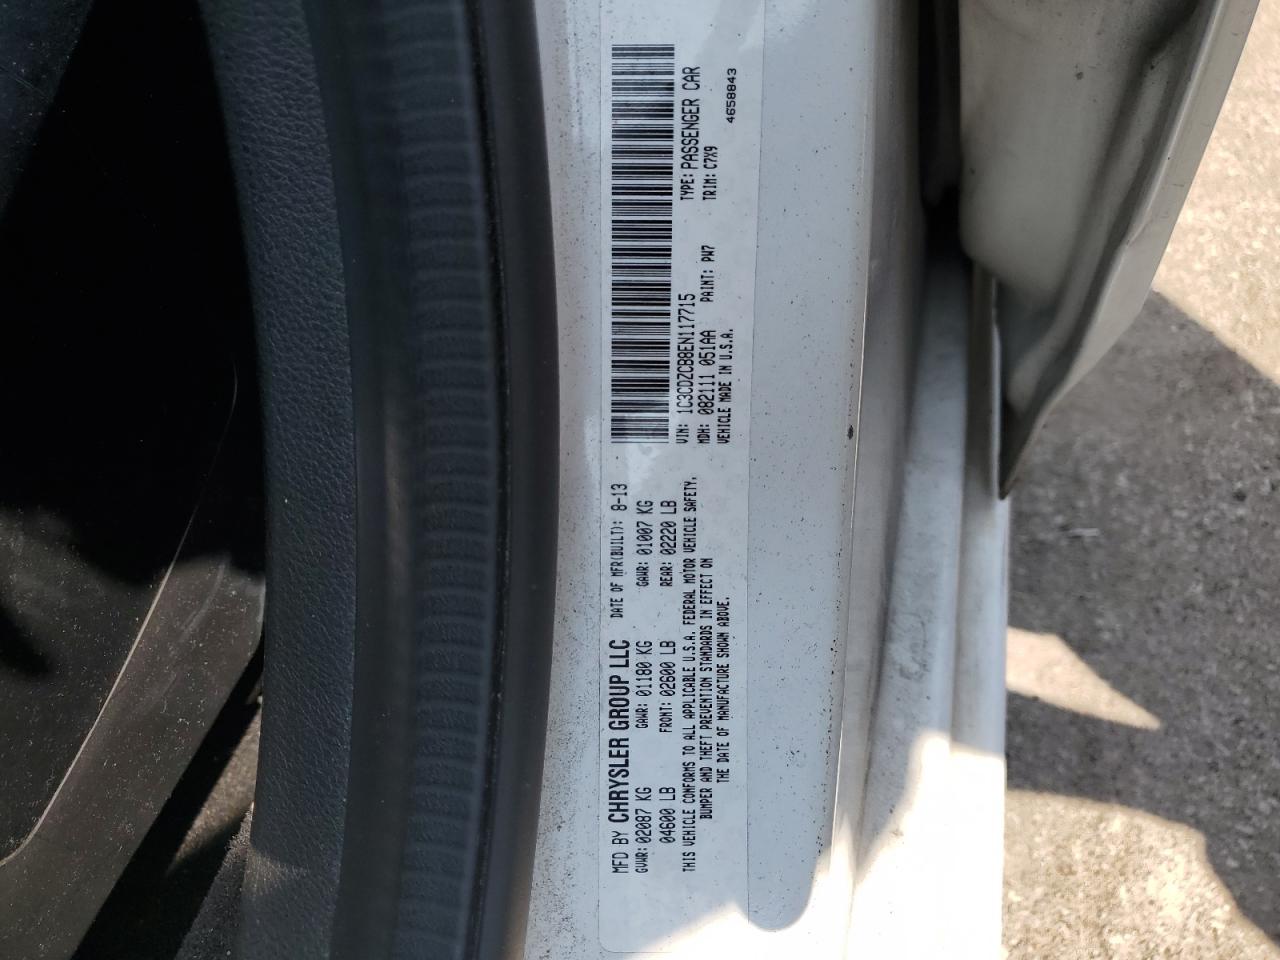 MFD BY CHRYSLER GROUP LLC DATE OF MFR(BUILT): 8-13
GVWR: 02087 KG GAWR: 01180 KG GAWR: 01007 KG
04600 LB FRONT: 02600 LB REAR: 02220 LB
THIS VEHICLE CONFORMS TO ALL APPLICABLE U.S.A. FEDERAL MOTOR VEHICLE SAFETY,
BUMPER AND THEFT PREVENTION STANDARDS IN EFFECT ON
THE DATE OF MANUFACTURE SHOWN ABOVE.
VIN: 1C3CDZCB8EN117715 TYPE: PASSENGER CAR
MDH: 082111 051AA PAINT: PW7 TRIM: C7X9
VEHICLE MADE IN U.S.A. 4658843